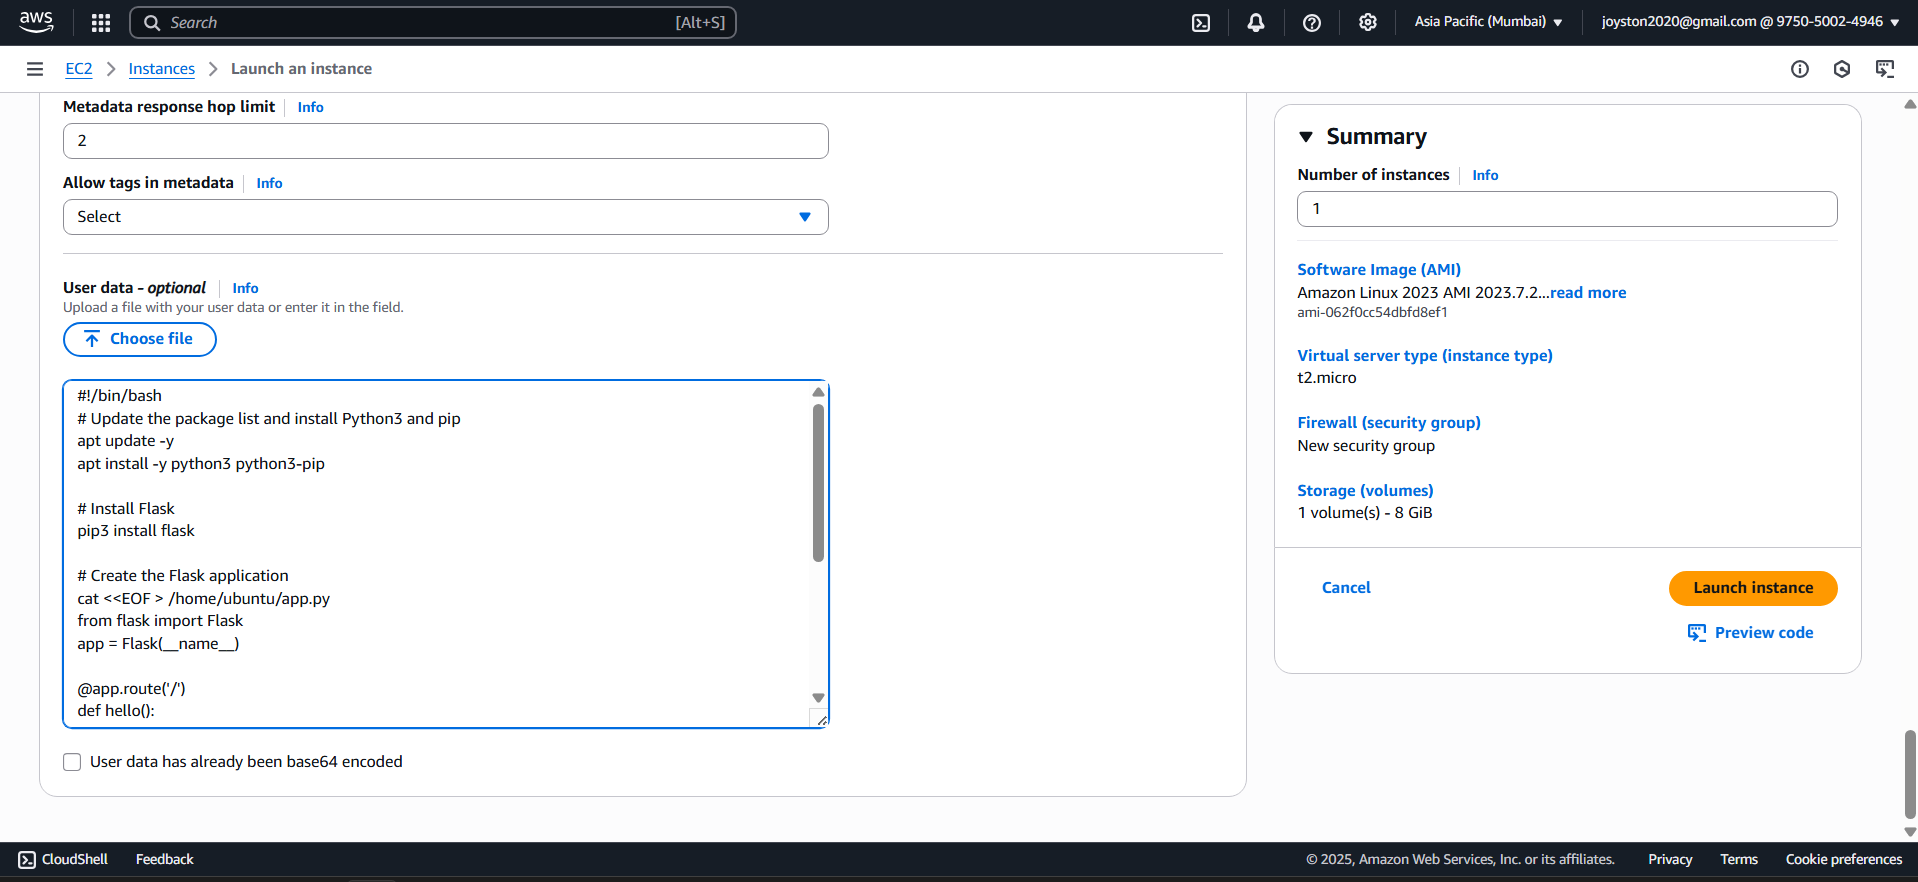 aws
Search [Alt+S]
Asia Pacific (Mumbai)
joyston2020@gmail.com @ 9750-5002-4946
EC2
Instances
Launch an instance
Metadata response hop limit
Info
2
Allow tags in metadata
Info
Select
User data - optional
Info
Upload a file with your user data or enter it in the field.
Choose file
#!/bin/bash
# Update the package list and install Python3 and pip
apt update -y
apt install -y python3 python3-pip
# Install Flask
pip3 install flask
# Create the Flask application
cat <<EOF > /home/ubuntu/app.py
from flask import Flask
app = Flask(__name__)
@app.route('/')
def hello():
User data has already been base64 encoded
Summary
Number of instances
Info
1
Software Image (AMI)
Amazon Linux 2023 AMI 2023.7.2...read more
ami-062f0cc54dbfd8ef1
Virtual server type (instance type)
t2.micro
Firewall (security group)
New security group
Storage (volumes)
1 volume(s) - 8 GiB
Cancel
Launch instance
Preview code
CloudShell
Feedback
© 2025, Amazon Web Services, Inc. or its affiliates.
Privacy
Terms
Cookie preferences